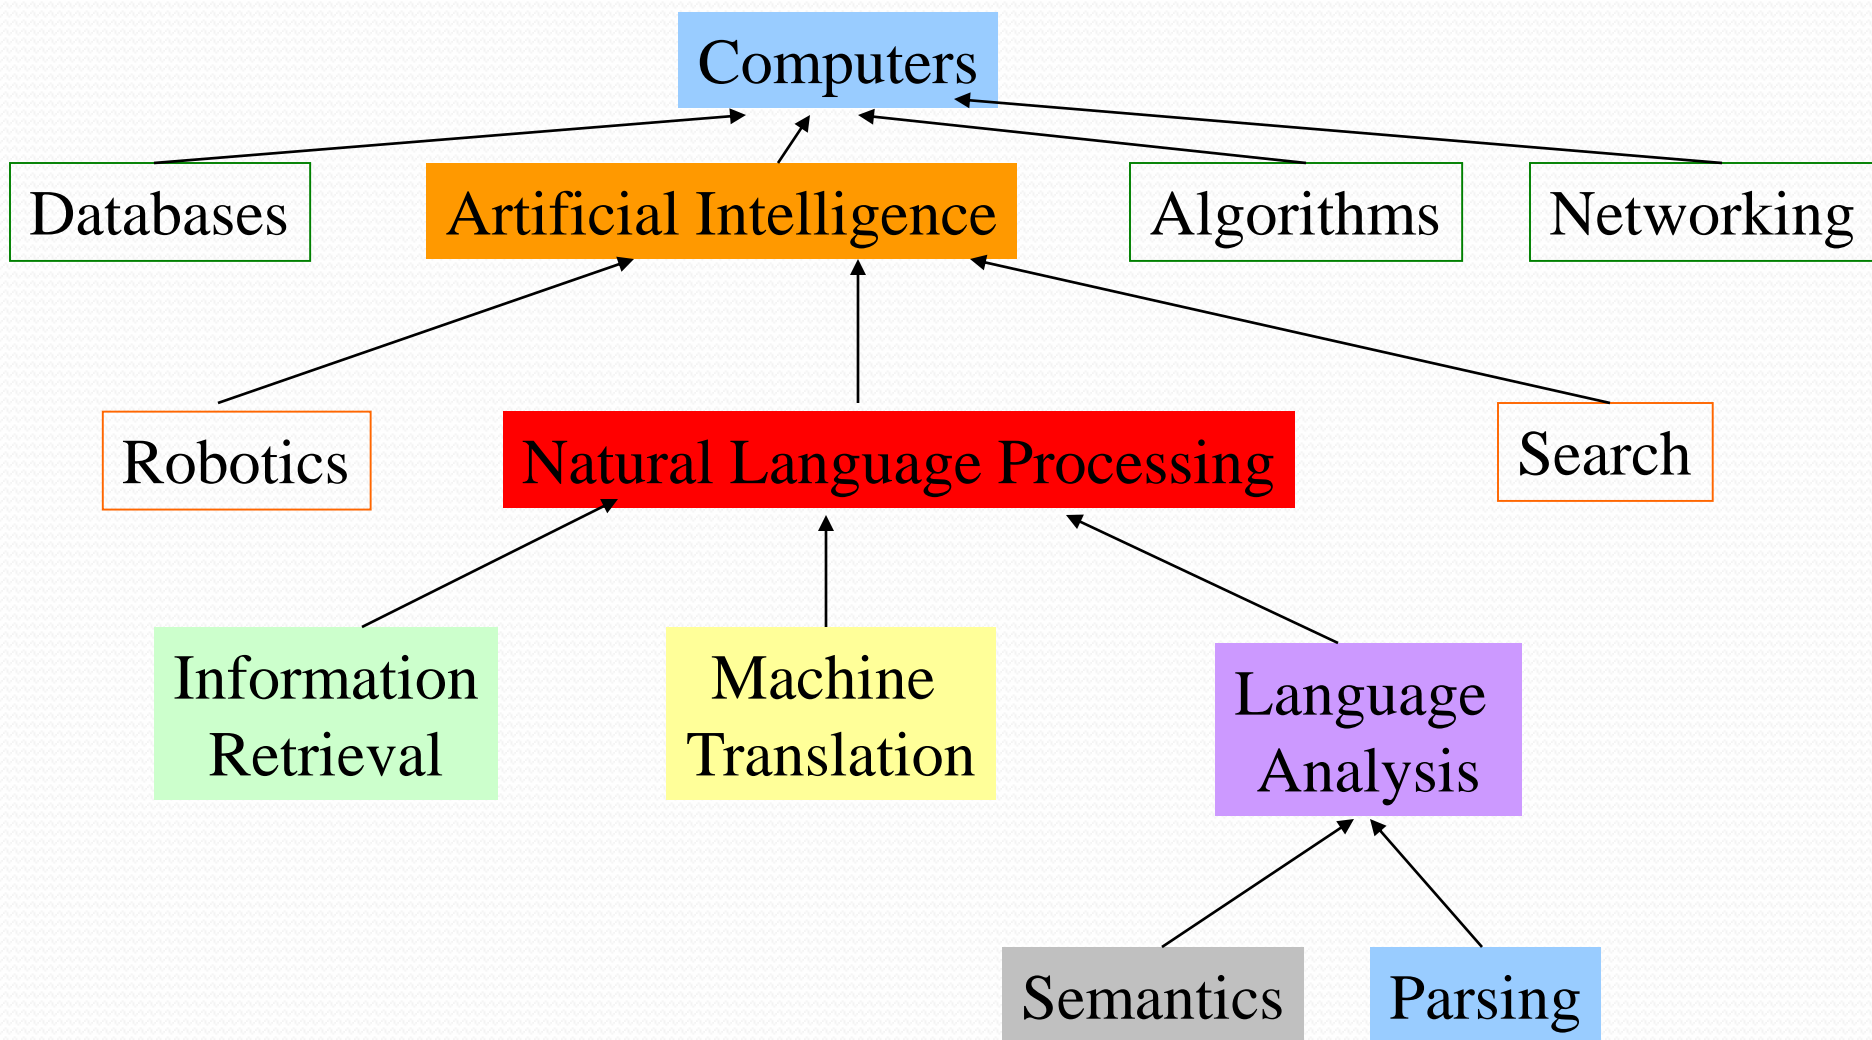 Computers
Databases
Artificial Intelligence
Algorithms
Networking
Robotics
Natural Language Processing
Search
Information
Retrieval
Machine
Translation
Language
Analysis
Semantics
Parsing